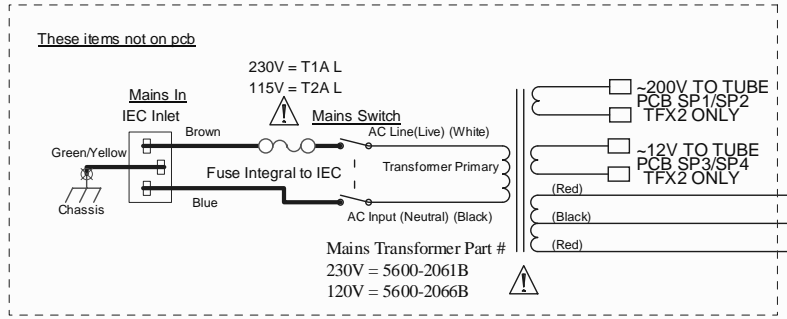 These items not on pcb
230V = T1A L
115V = T2A L
Mains In
IEC Inlet
Mains Switch
Brown
AC Line(Live) (White)
Green/Yellow
Fuse Integral to IEC
Transformer Primary
Chassis
Blue
AC Input (Neutral) (Black)
~200V TO TUBE
PCB SP1/SP2
TFX2 ONLY
~12V TO TUBE
PCB SP3/SP4
TFX2 ONLY
(Red)
(Black)
(Red)
Mains Transformer Part #
230V = 5600-2061B
120V = 5600-2066B